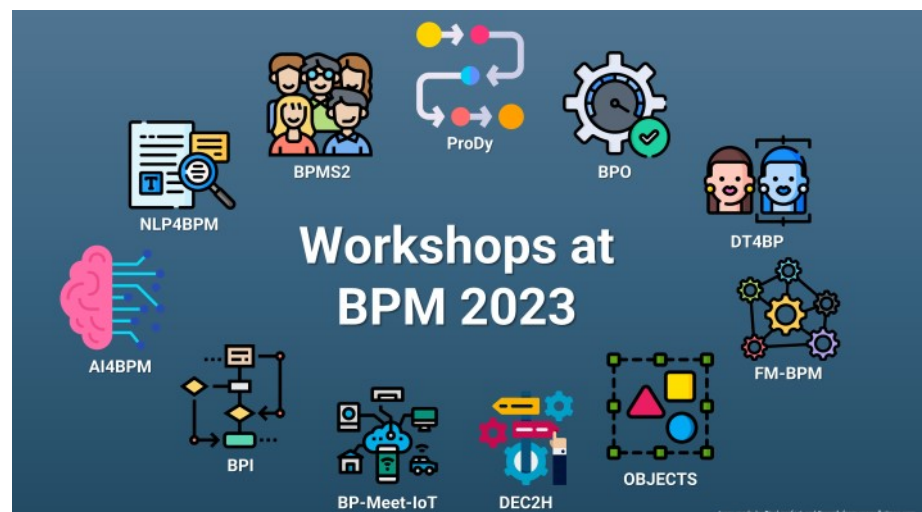 ProDy
BPMS2
BPO
NLP4BPM
T
DT4BP
Workshops at
BPM 2023
AI4BPM
FM-BPM
BPI
OBJECTS
BP-Meet-IoT
DEC2H